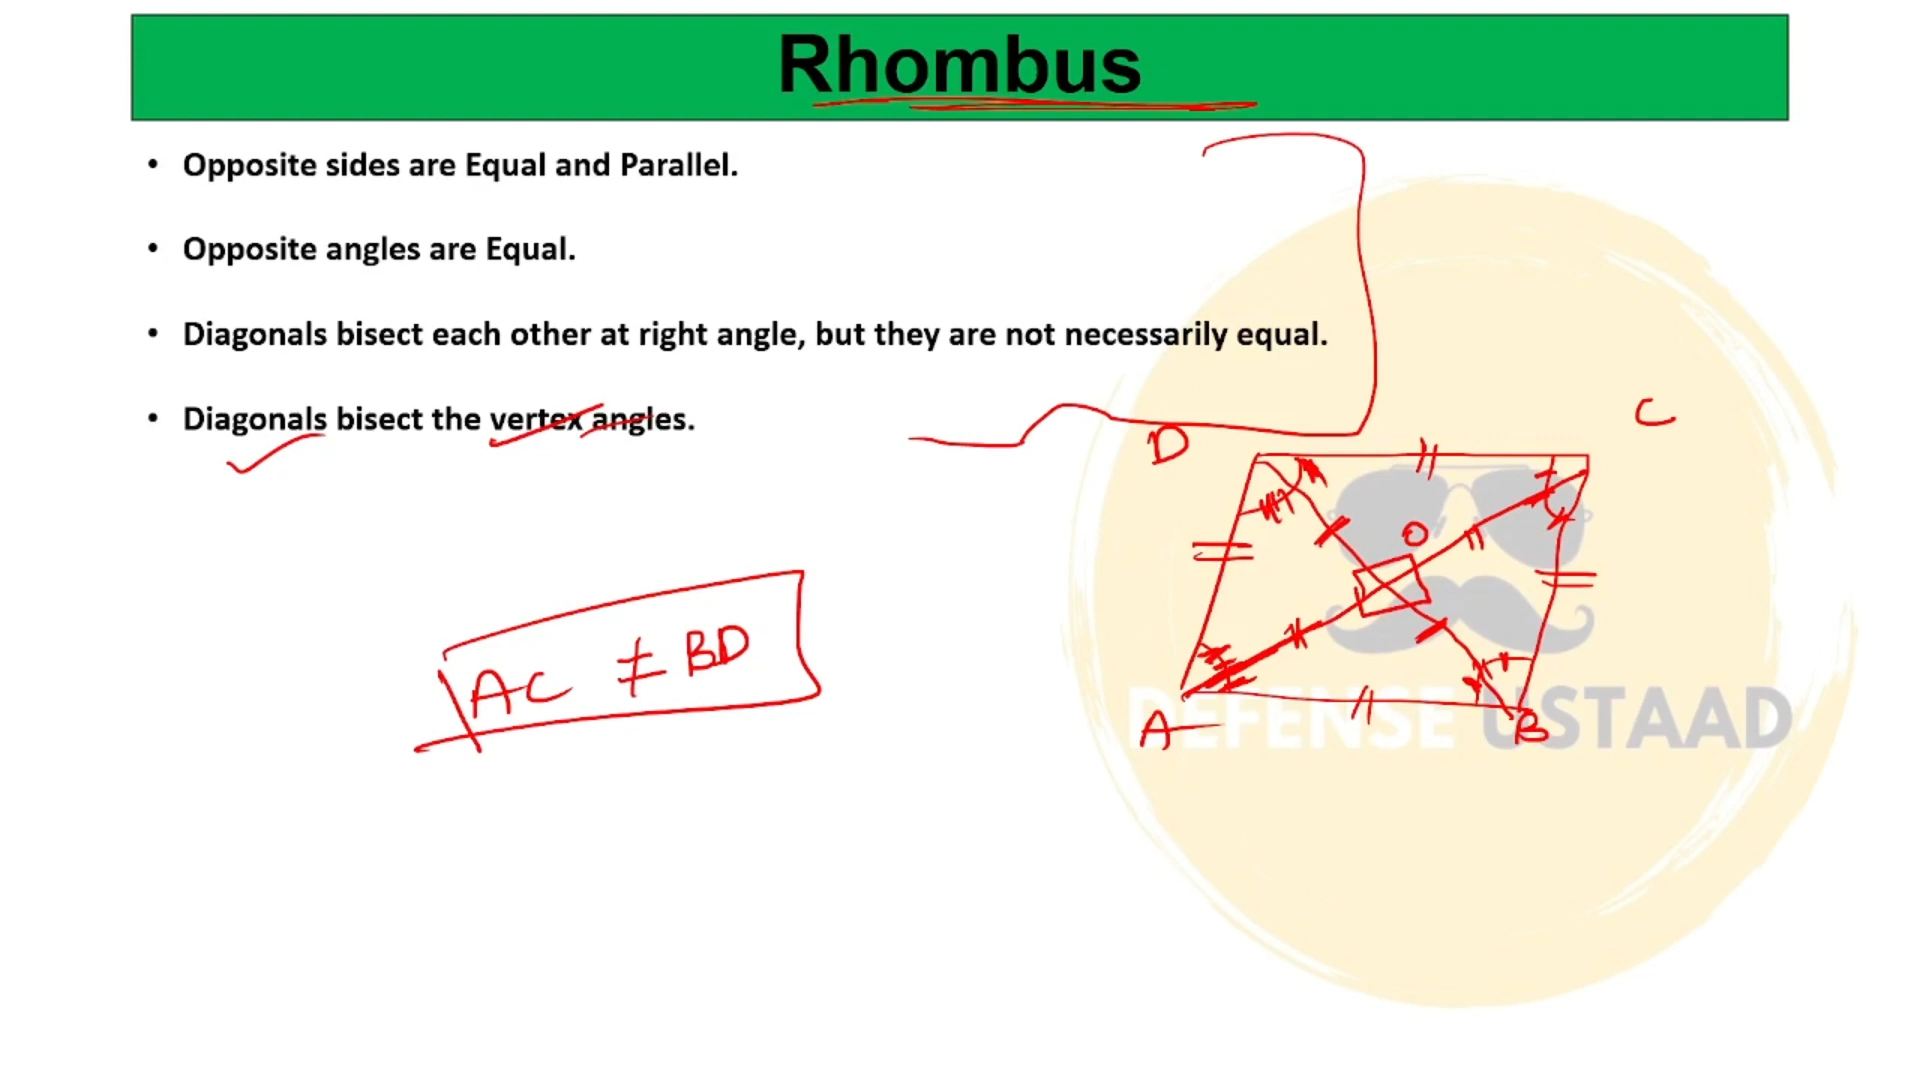 Rhombus
• Opposite sides are Equal and Parallel.
• Opposite angles are Equal.
• Diagonals bisect each other at right angle, but they are not necessarily equal.
• Diagonals bisect the vertex angles.
C
D
O
AC ≠ BD
A
B
DEFENSE USTAAD